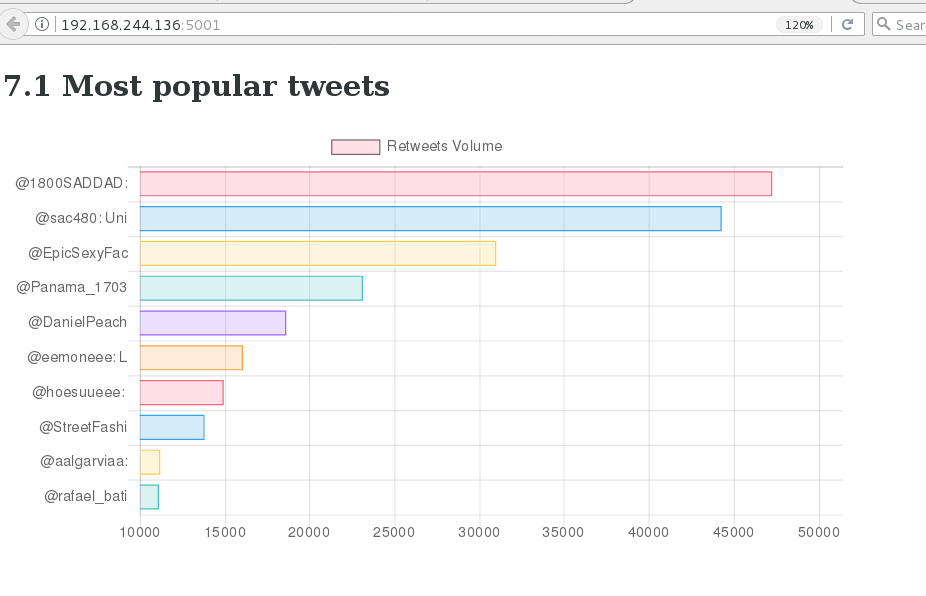 192.168.244.136:5001
120%
Sear
7.1 Most popular tweets
Retweets Volume
@1800SADDAD:
@sac480: Uni
@EpicSexyFac
@Panama_1703
@DanielPeach
@eemoneee: L
@hoesuueee:
@StreetFashi
@aalgarviaa:
@rafael_bati
10000 15000 20000 25000 30000 35000 40000 45000 50000